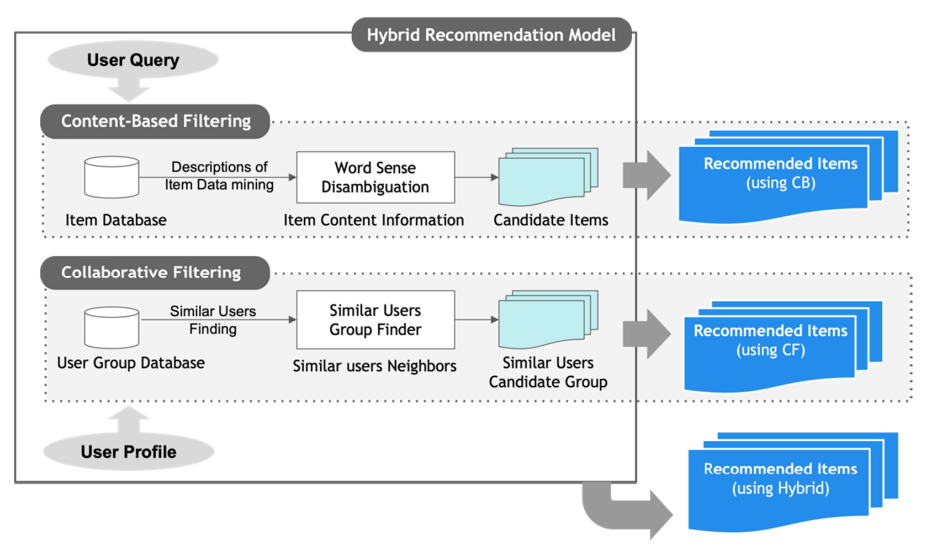 Hybrid Recommendation Model
User Query
Content-Based Filtering
Descriptions of
Item Data mining
Word Sense
Disambiguation
Item Database
Item Content Information
Candidate Items
Recommended Items
(using CB)
Collaborative Filtering
Similar Users
Finding
Similar Users
Group Finder
User Group Database
Similar users Neighbors
Similar Users
Candidate Group
Recommended Items
(using CF)
User Profile
Recommended Items
(using Hybrid)